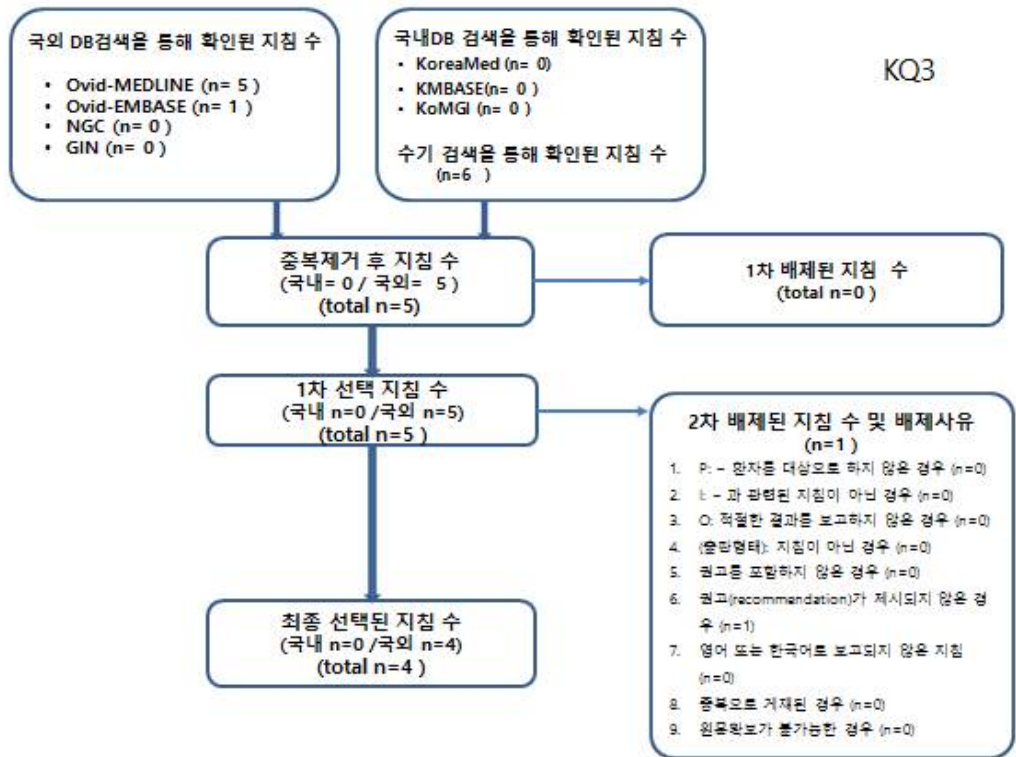 국외 DB검색을 통해 확인된 지침 수
• Ovid-MEDLINE (n= 5 )
• Ovid-EMBASE (n= 1 )
• NGC (n= 0 )
• GIN (n= 0 )
국내DB 검색을 통해 확인된 지침 수
• KoreaMed (n= 0)
• KMBASE(n= 0 )
• KoMGI (n= 0 )
수기 검색을 통해 확인된 지침 수
(n=6 )
KQ3
중복제거 후 지침 수
(국내= 0 / 국외= 5 )
(total n=5)
1차 배제된 지침 수
(total n=0 )
1차 선택 지침 수
(국내 n=0 /국외 n=5)
(total n=5 )
2차 배제된 지침 수 및 배제사유
(n=1 )
1. P: – 환자를 대상으로 하지 않은 경우 (n=0)
2. I: – 과 관련된 지침이 아닌 경우 (n=0)
3. O: 적절한 결과를 보고하지 않은 경우 (n=0)
4. (출판형태): 지침이 아닌 경우 (n=0)
5. 권고를 포함하지 않은 경우 (n=0)
6. 권고(recommendation)가 제시되지 않은 경
우 (n=1)
7. 영어 또는 한국어로 보고되지 않은 지침
(n=0)
8. 중복으로 게재된 경우 (n=0)
9. 원문확보가 불가능한 경우 (n=0)
최종 선택된 지침 수
(국내 n=0 /국외 n=4)
(total n=4 )